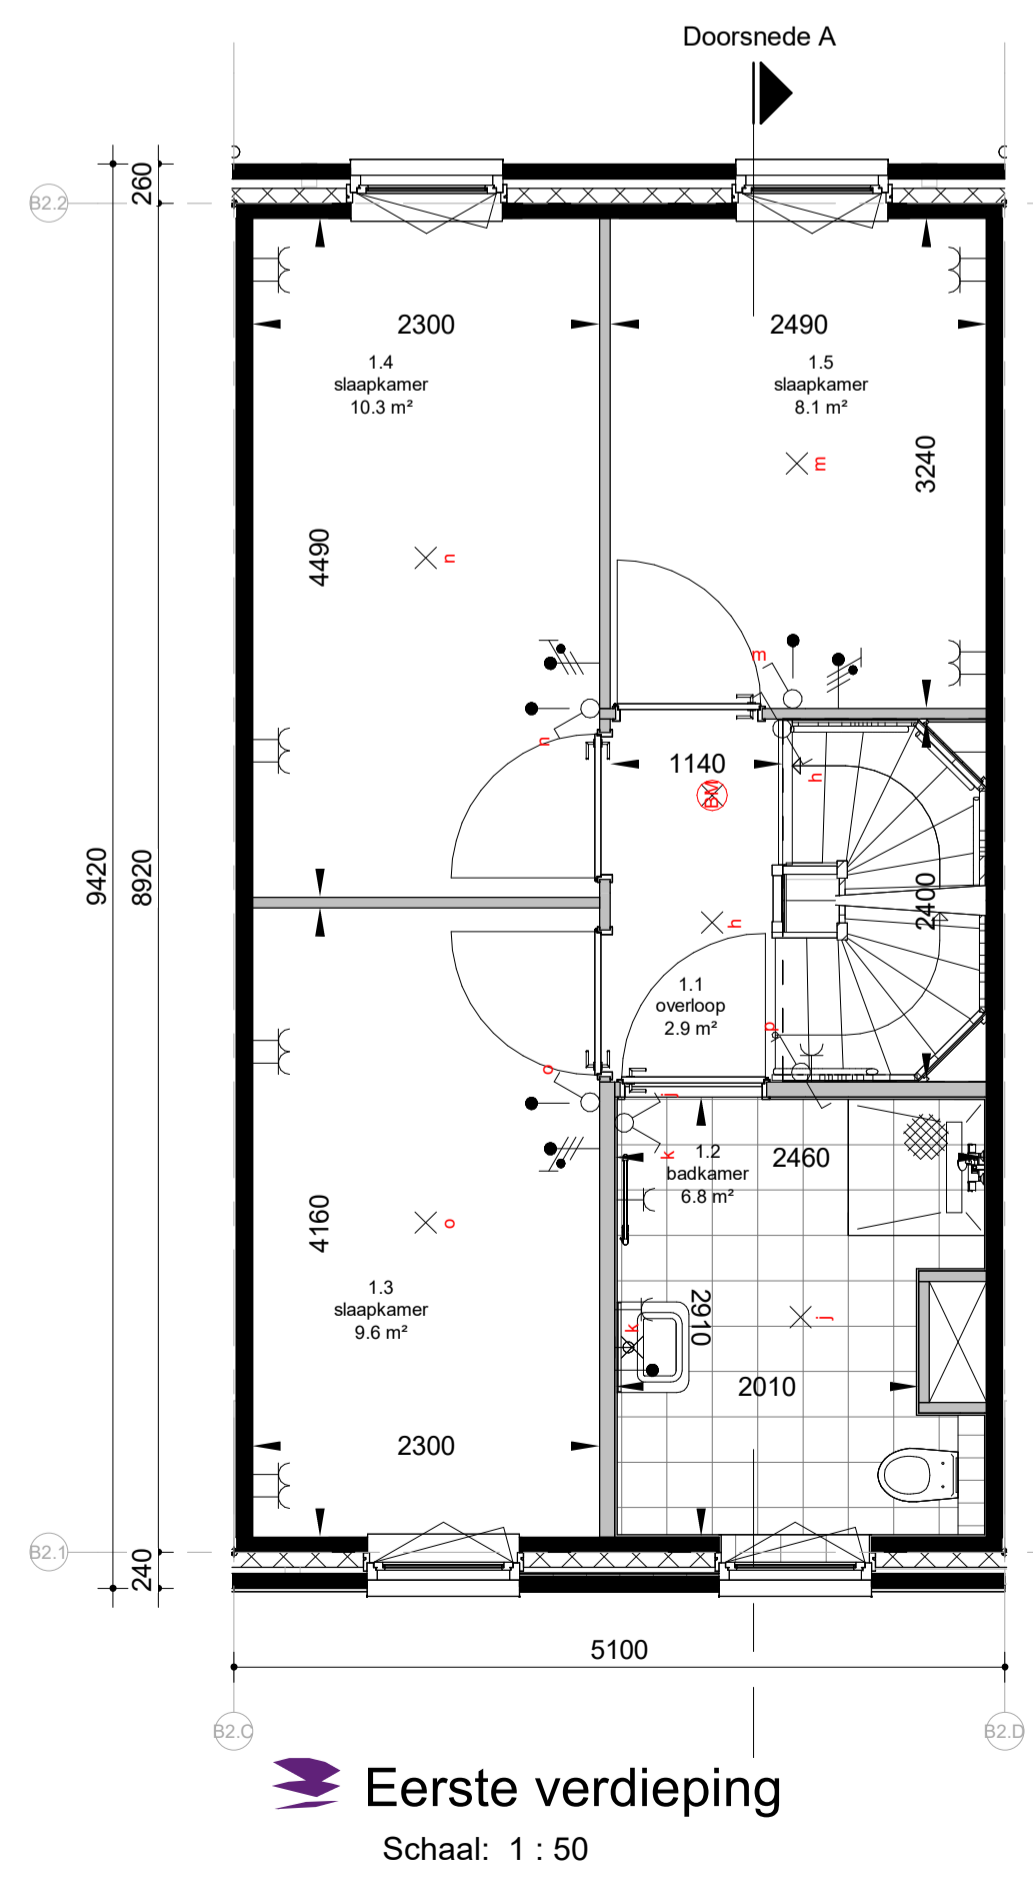 Doorsnede A
260
B2.2
2300
2490
1.4
slaapkamer
10.3 m²
1.5
slaapkamer
8.1 m²
m
3240
4490
n
m
n
1140
h
BM
9420
8920
2400
h
1.1
overloop
2.9 m²
p
o
j
k
1.2
badkamer
6.8 m²
2460
4160
o
1.3
slaapkamer
9.6 m²
2910
k
j
2010
2300
B2.1
240
5100
B2.C
B2.D
Eerste verdieping
Schaal: 1 : 50